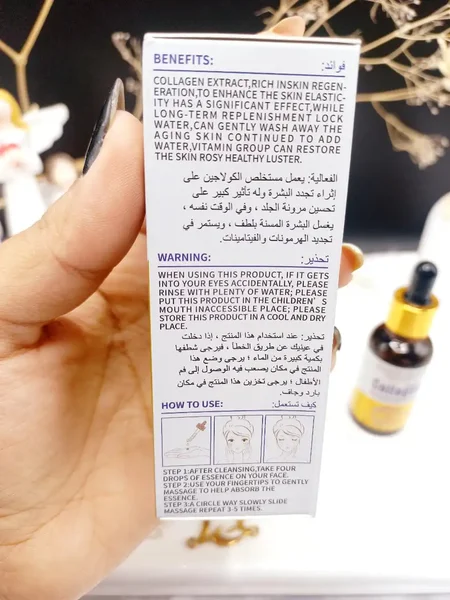 BENEFITS:
فوائد:
COLLAGEN EXTRACT,RICH INSKIN REGEN-
ERATION,TO ENHANCE THE SKIN ELASTIC-
ITY HAS A SIGNIFICANT EFFECT,WHILE
LONG-TERM REPLENISHMENT LOCK
WATER,CAN GENTLY WASH AWAY THE
AGING SKIN CONTINUED TO ADD
WATER,VITAMIN GROUP CAN RESTORE
THE SKIN ROSY HEALTHY LUSTER.
الفعالية: يعمل مستخلص الكولاجين على
إثراء تجدد البشرة وله تأثير كبير على
تحسين مرونة الجلد ، وفي الوقت نفسه ،
يغسل البشرة المسنة بلطف ، ويستمر في
تجديد الهرمونات والفيتامينات.
WARNING:
تحذير:
WHEN USING THIS PRODUCT, IF IT GETS
INTO YOUR EYES ACCIDENTALLY, PLEASE
RINSE WITH PLENTY OF WATER; PLEASE
PUT THIS PRODUCT IN THE CHILDREN'S
MOUTH INACCESSIBLE PLACE; PLEASE
STORE THIS PRODUCT IN A COOL AND DRY
PLACE.
تحذير: عند استخدام هذا المنتج ، إذا دخلت
في عينيك عن طريق الخطأ ، فيرجى شطفها
بكمية كبيرة من الماء ؛ يرجى وضع هذا
المنتج في مكان يصعب فيه الوصول إلى فم
الأطفال ؛ يرجى تخزين هذا المنتج في مكان
بارد وجاف.
HOW TO USE:
كيف تستعمل:
STEP 1:AFTER CLEANSING,TAKE FOUR
DROPS OF ESSENCE ON YOUR FACE.
STEP 2:USE YOUR FINGERTIPS TO GENTLY
MASSAGE TO HELP ABSORB THE
ESSENCE.
STEP 3:A CIRCLE WAY SLOWLY SLIDE
MASSAGE REPEAT 3-5 TIMES.